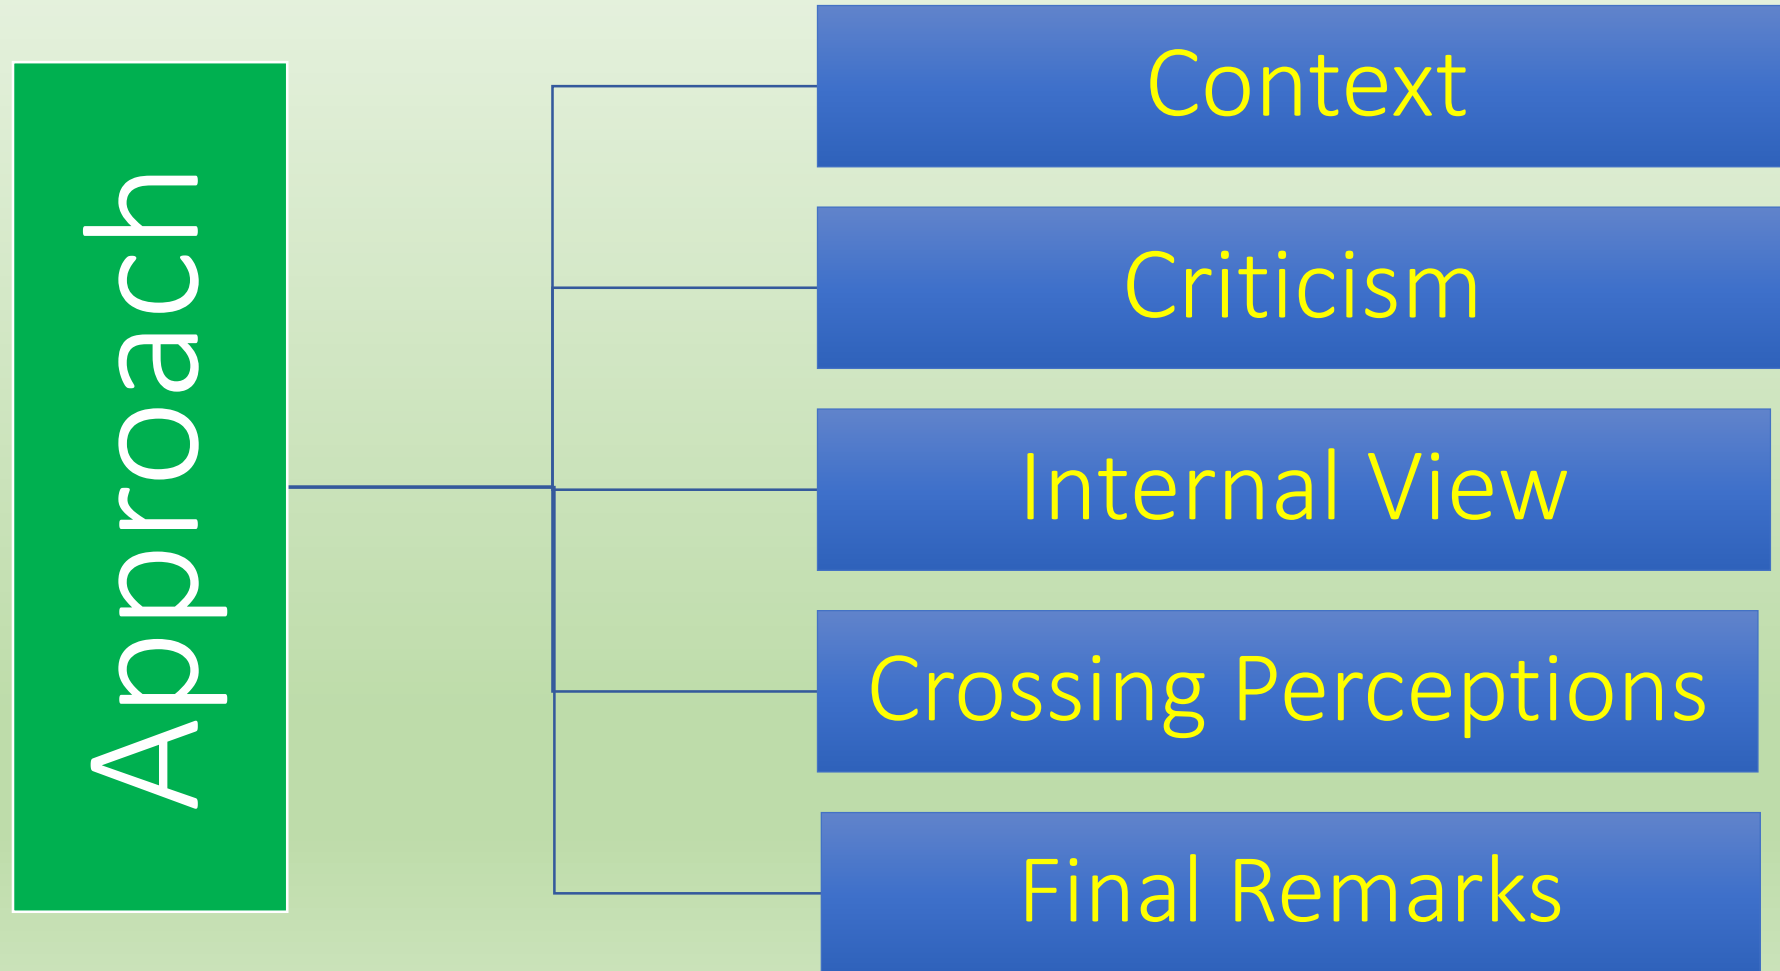 Approach
Context
Criticism
Internal View
Crossing Perceptions
Final Remarks